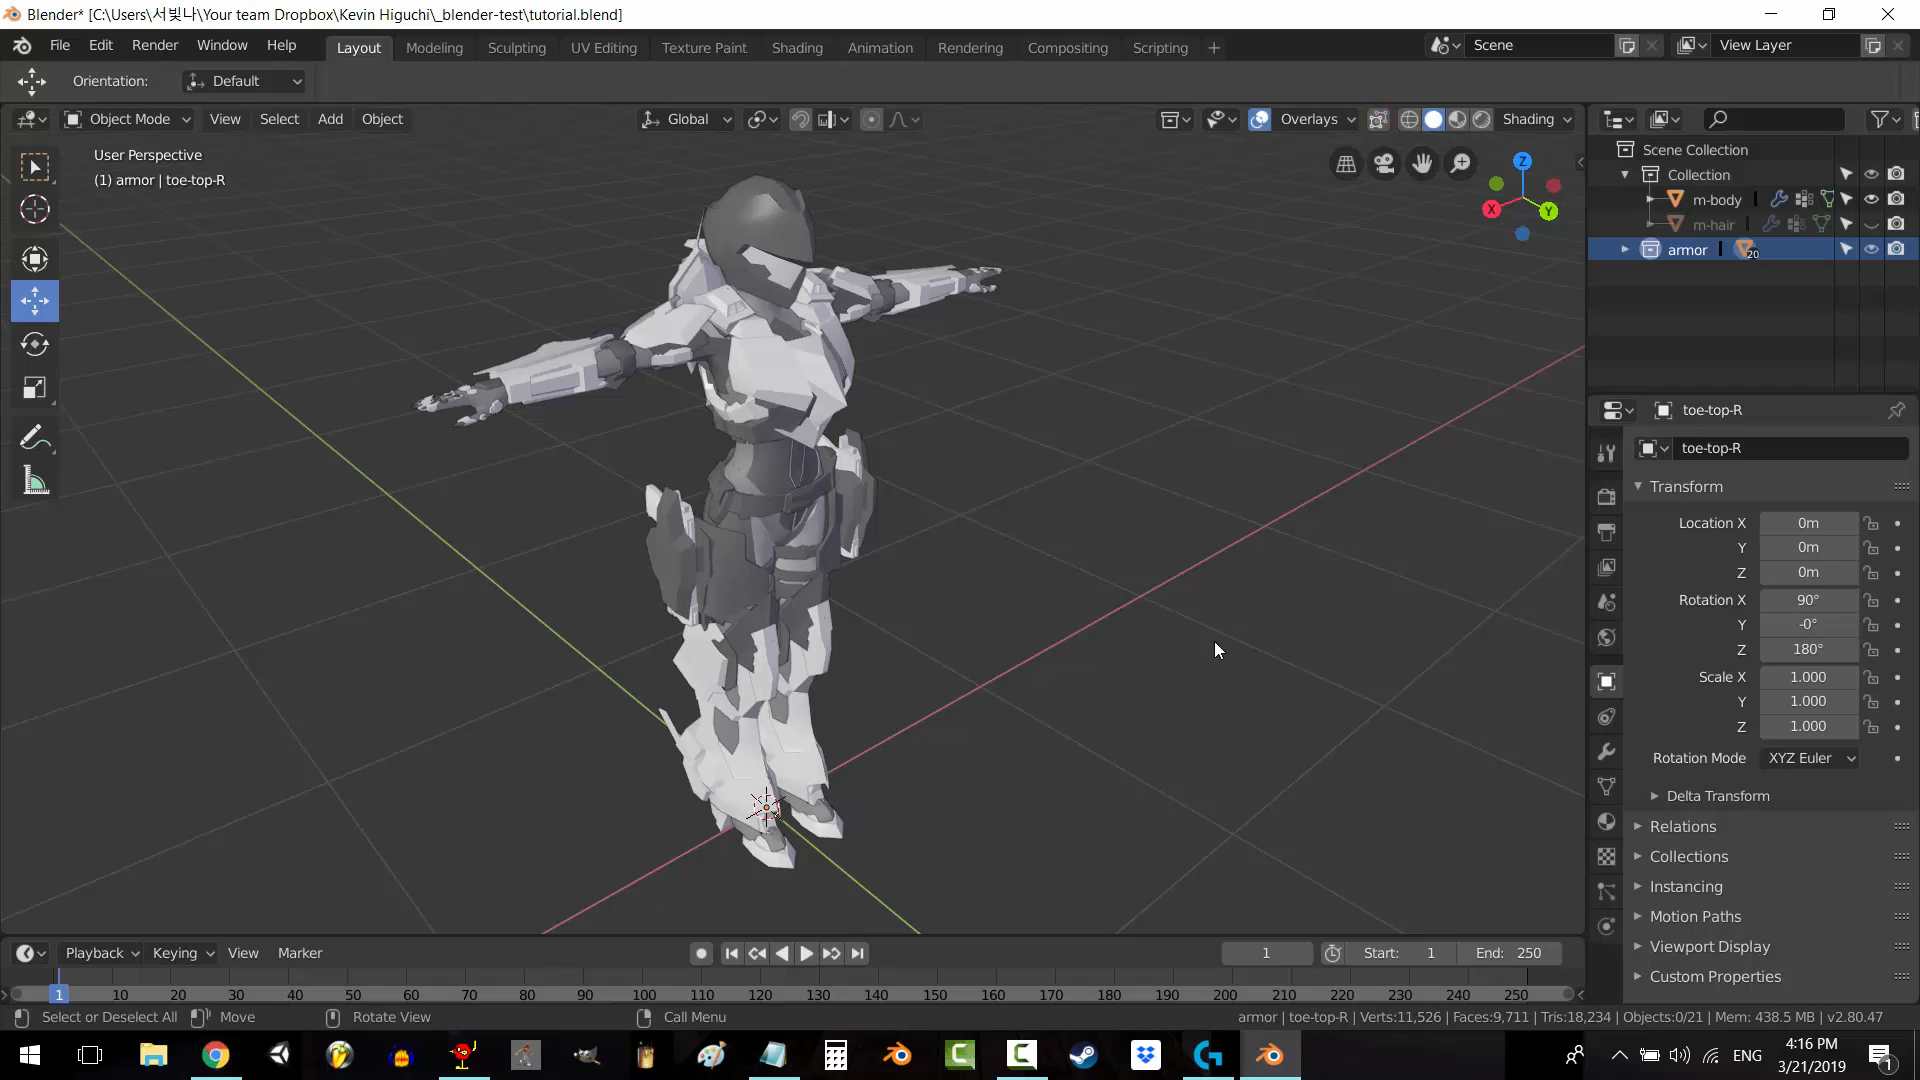 Blender* [C:\Users\서빛나\Your team Dropbox\Kevin Higuchi\_blender-test\tutorial.blend]
File Edit Render Window Help Layout Modeling Sculpting UV Editing Texture Paint Shading Animation Rendering Compositing Scripting + Scene View Layer
Orientation: Default
Object Mode View Select Add Object Global Overlays Shading
User Perspective
(1) armor | toe-top-R
Z
X
Y
Scene Collection
Collection
m-body
m-hair
armor 20
toe-top-R
toe-top-R
Transform
Location X 0m
Y 0m
Z 0m
Rotation X 90°
Y -0°
Z 180°
Scale X 1.000
Y 1.000
Z 1.000
Rotation Mode XYZ Euler
Delta Transform
Relations
Collections
Instancing
Motion Paths
Viewport Display
Custom Properties
Playback Keying View Marker 1 Start: 1 End: 250
1 10 20 30 40 50 60 70 80 90 100 110 120 130 140 150 160 170 180 190 200 210 220 230 240 250
Select or Deselect All Move Rotate View Call Menu armor | toe-top-R | Verts:11,526 | Faces:9,711 | Tris:18,234 | Objects:0/21 | Mem: 438.5 MB | v2.80.47
ENG
4:16 PM
3/21/2019
1